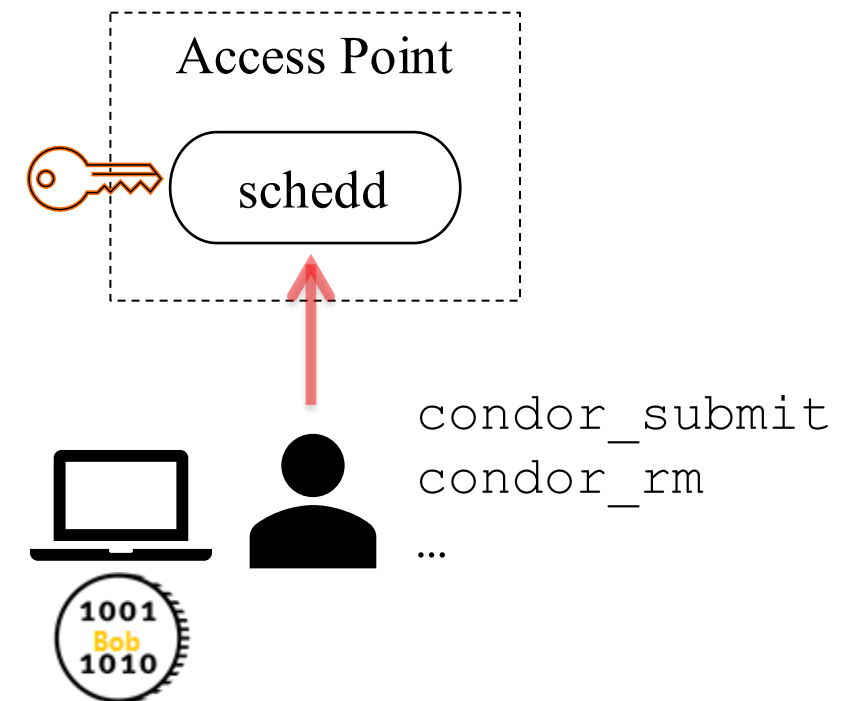 Access Point
schedd
condor_submit
condor_rm
...
1001
Bob
1010